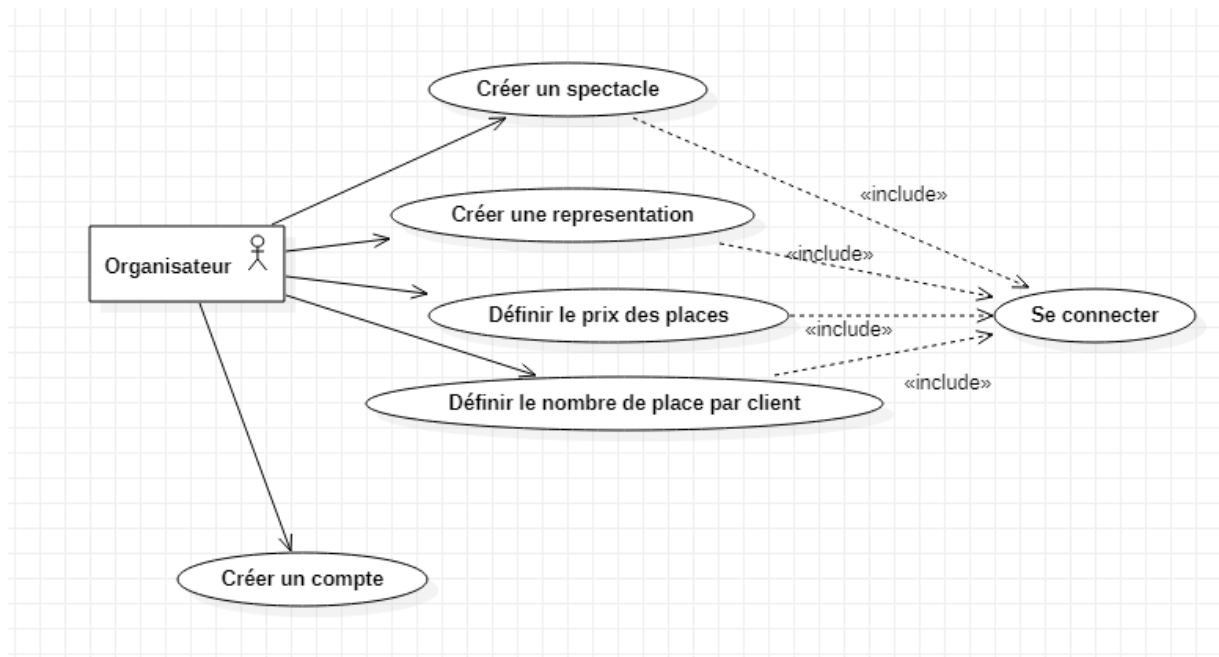 Créer un spectacle
«include»
Créer une representation
«include»
Organisateur
Définir le prix des places
«include»
Se connecter
«include»
Définir le nombre de place par client
Créer un compte